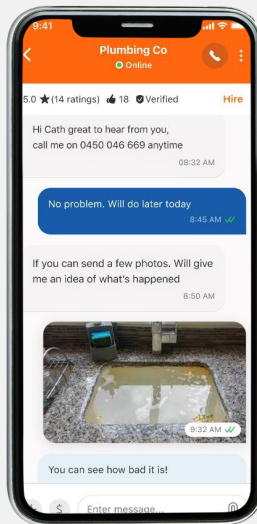 9:41
Plumbing Co
Online
5.0 ★ (14 ratings) 18 Verified Hire
Hi Cath great to hear from you,
call me on 0450 046 669 anytime
08:32 AM
No problem. Will do later today
8:45 AM
If you can send a few photos. Will give
me an idea of what's happened
8:50 AM
9:32 AM
You can see how bad it is!
$ Enter message...